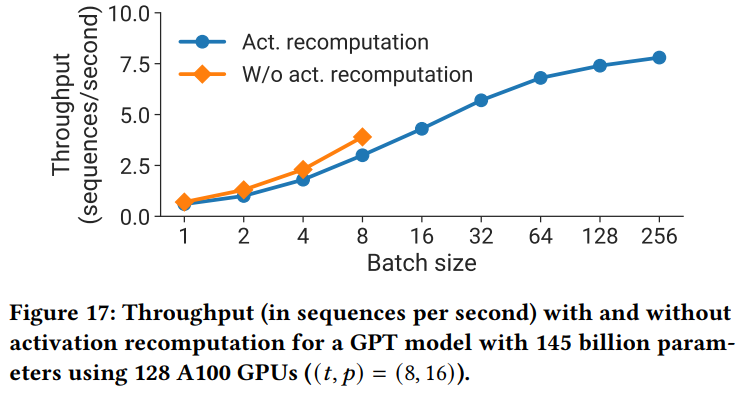 10.0
7.5
5.0
2.5
0.0
Throughput
(sequences/second)
Act. recomputation
W/o act. recomputation
1 2 4 8 16 32 64 128 256
Batch size
Figure 17: Throughput (in sequences per second) with and without
activation recomputation for a GPT model with 145 billion param-
eters using 128 A100 GPUs ((t, p) = (8, 16)).